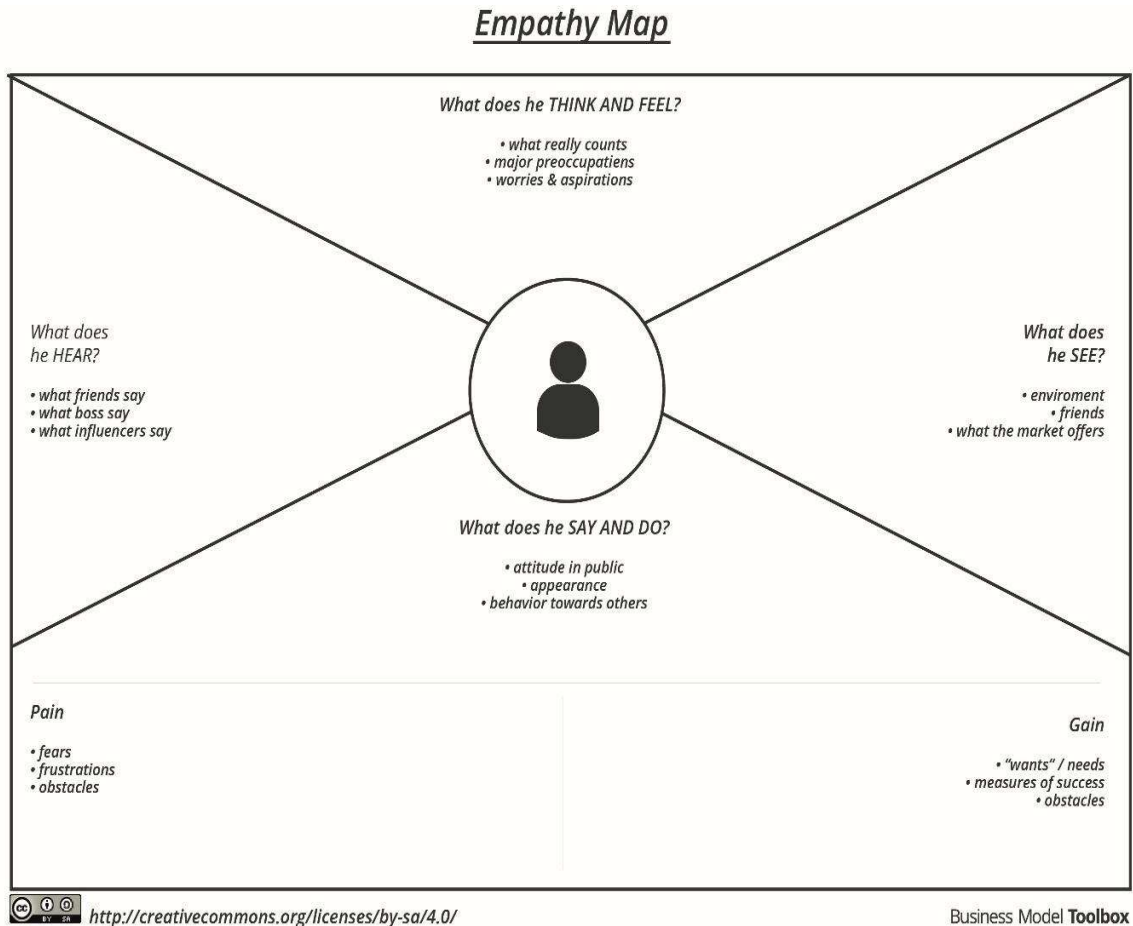 Empathy Map
What does he THINK AND FEEL?
• what really counts
• major preoccupatiens
• worries & aspirations
What does
he HEAR?
• what friends say
• what boss say
• what influencers say
What does
he SEE?
• enviroment
• friends
• what the market offers
What does he SAY AND DO?
• attitude in public
• appearance
• behavior towards others
Pain
• fears
• frustrations
• obstacles
Gain
• "wants" / needs
• measures of success
• obstacles
cc BY SA
http://creativecommons.org/licenses/by-sa/4.0/
Business Model Toolbox